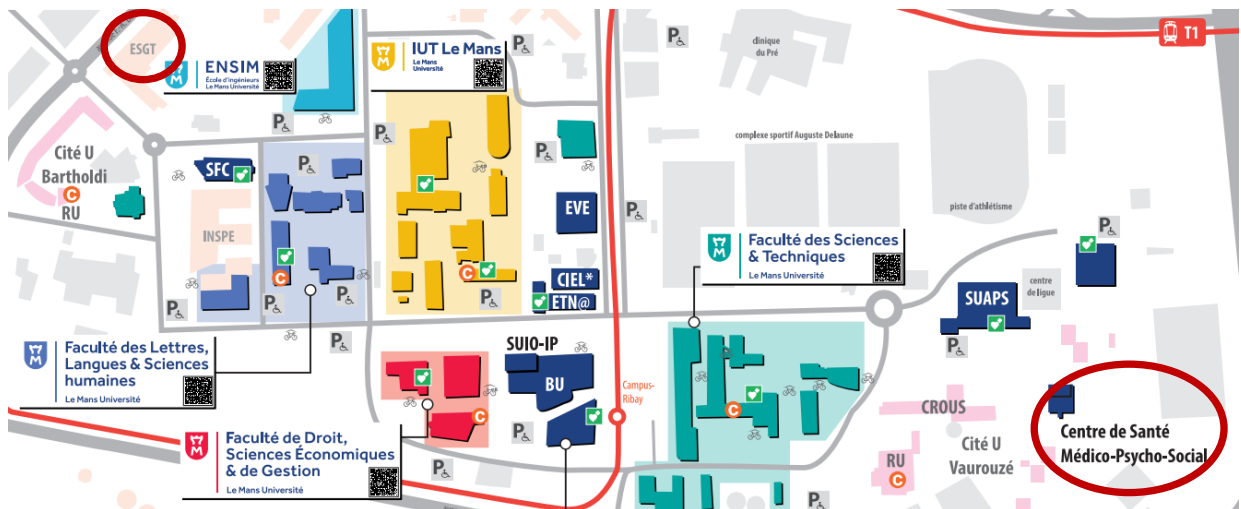 ESGT
ENSIM
École d'ingénieurs
Le Mans Université
IUT Le Mans
Le Mans
Université
P
P
clinique
du Pré
T1
P
P
P
P
complexe sportif Auguste Delaune
Cité U
Bartholdi
C
RU
SFC
P
INSPE
EVE
P
piste d'athlétisme
P
Faculté des Sciences
& Techniques
Le Mans Université
C
C
CIEL*
ETN@
centre
de ligue
SUAPS
P
P
P
P
P
P
Faculté des Lettres,
Langues & Sciences
humaines
Le Mans Université
SUIO-IP
BU
Campus-
Ribay
C
C
CROUS
Cité U
Vaurouzé
RU
C
Centre de Santé
Médico-Psycho-Social
P
Faculté de Droit,
Sciences Économiques
& de Gestion
Le Mans Université
P
P